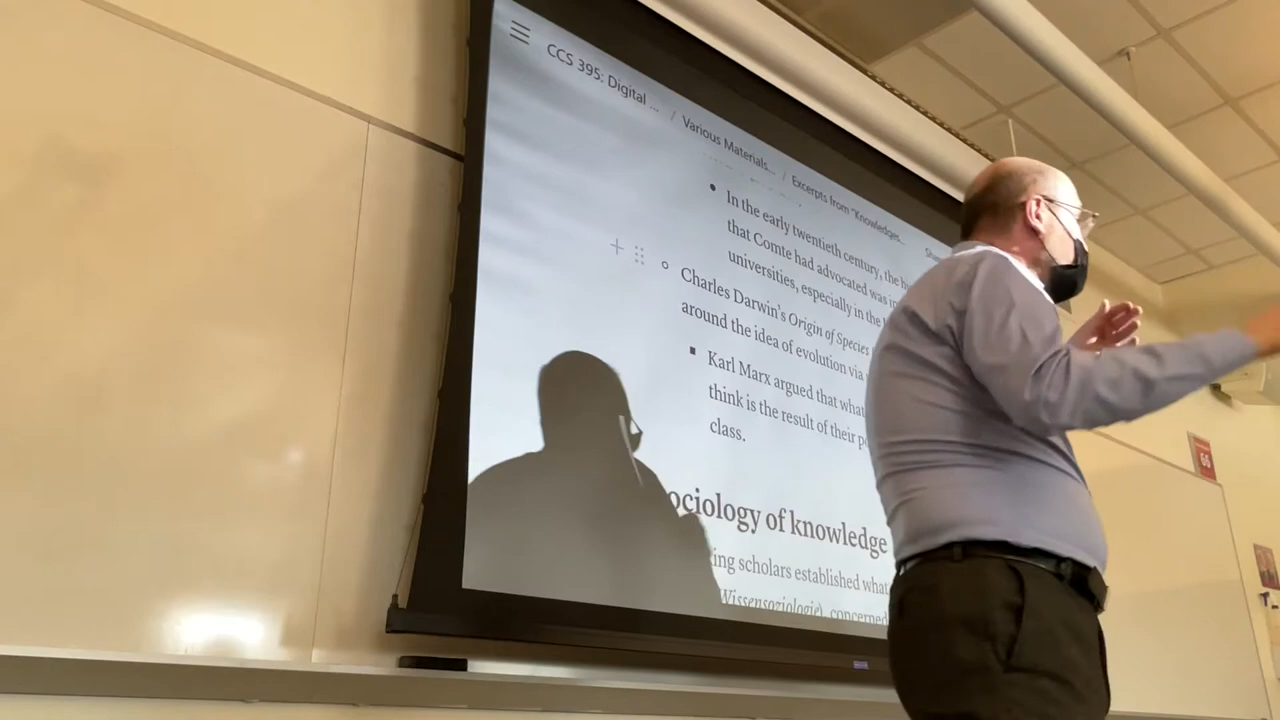 CCS 395: Digital ... / Various Materials... / Excerpts from "Knowledges...
In the early twentieth century, the
that Comte had advocated was
universities, especially in the
Charles Darwin's Origin of Species
around the idea of evolution via
Karl Marx argued that what
think is the result of their
class.
ociology of knowledge
ing scholars established what
Wissensoziologie), concerned
66